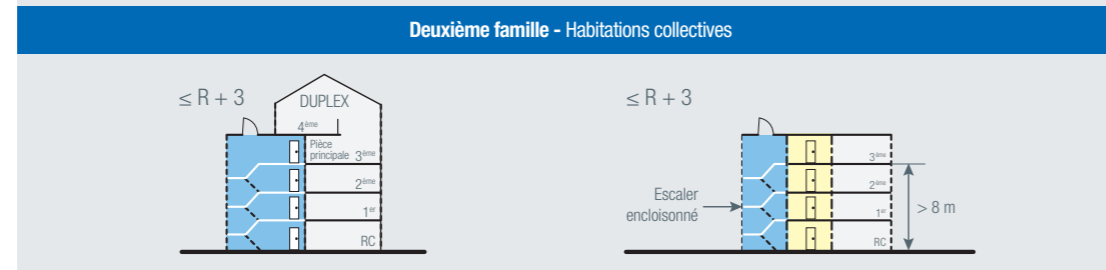 Deuxième famille - Habitations collectives
≤ R + 3
DUPLEX
4ème
Pièce
principale 3ème
2ème
1er
RC
≤ R + 3
3ème
2ème
1er
RC
Escaler
encloisonné
> 8 m